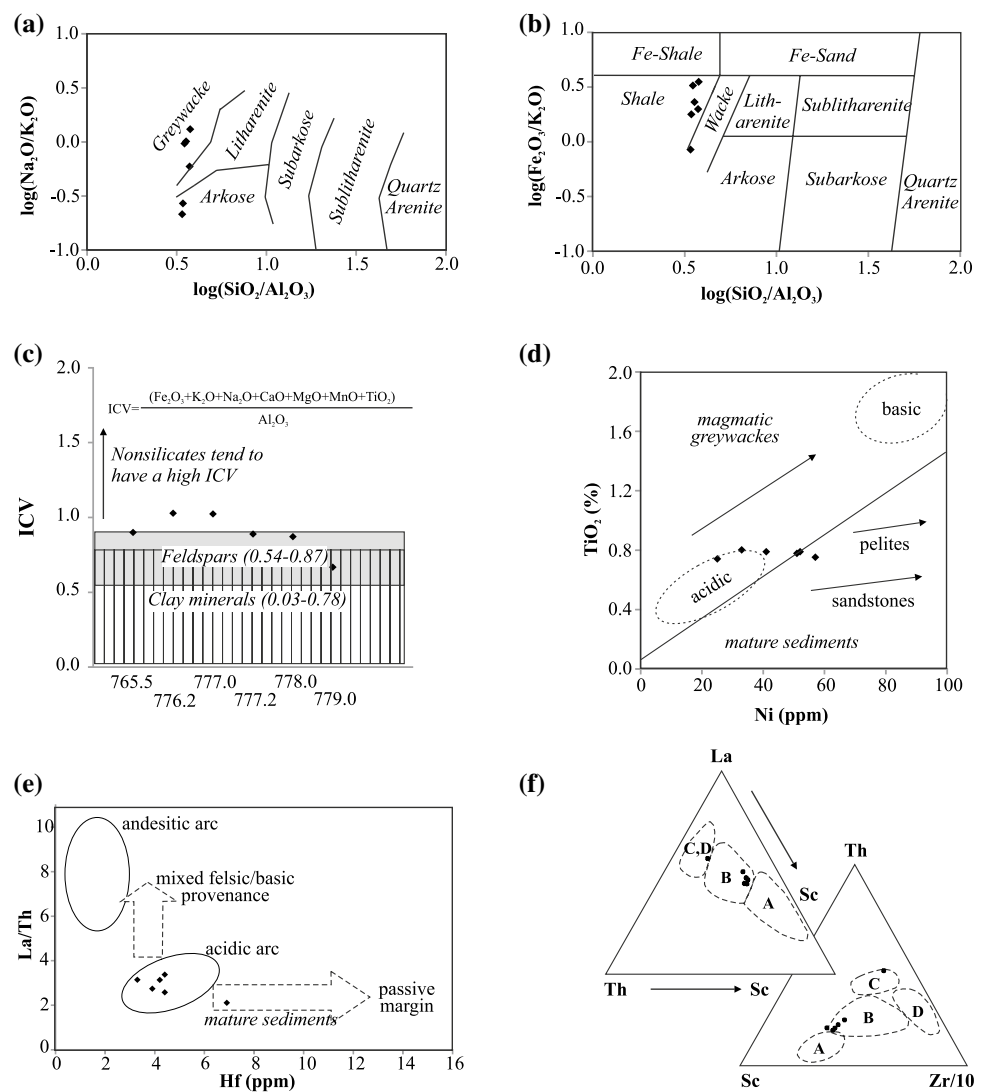 (a)
1.0
0.5
0.0
-0.5
-1.0
log(Na₂O/K₂O)
Greywacke
Litharenite
Subarkose
Sublitharenite
Arkose
Quartz
Arenite
0.0 0.5 1.0 1.5 2.0
log(SiO₂/Al₂O₃)
(b)
1.0
0.5
0.0
-0.5
-1.0
log(Fe₂O₃/K₂O)
Fe-Shale Fe-Sand
Shale
Wacke
Lith-
arenite
Sublitharenite
Arkose
Subarkose
Quartz
Arenite
0.0 0.5 1.0 1.5 2.0
log(SiO₂/Al₂O₃)
(c)
2.0
1.5
1.0
0.5
0.0
ICV
(Fe₂O₃+K₂O+Na₂O+CaO+MgO+MnO+TiO₂)
ICV=
Al₂O₃
Nonsilicates tend to
have a high ICV
Feldspars (0.54-0.87)
Clay minerals (0.03-0.78)
765.5 777.0 778.0
776.2 777.2 779.0
(d)
2.0
1.6
1.2
0.8
0.4
0.0
TiO₂ (%)
basic
magmatic
greywackes
acidic
pelites
sandstones
mature sediments
0 20 40 60 80 100
Ni (ppm)
(e)
10
8
6
4
2
0
La/Th
andesitic arc
mixed felsic/basic
provenance
acidic arc
passive
margin
mature sediments
0 2 4 6 8 10 12 14 16
Hf (ppm)
(f)
La
C,D
B
A
Sc
Th Sc
Th
C
B
D
A
Sc Zr/10